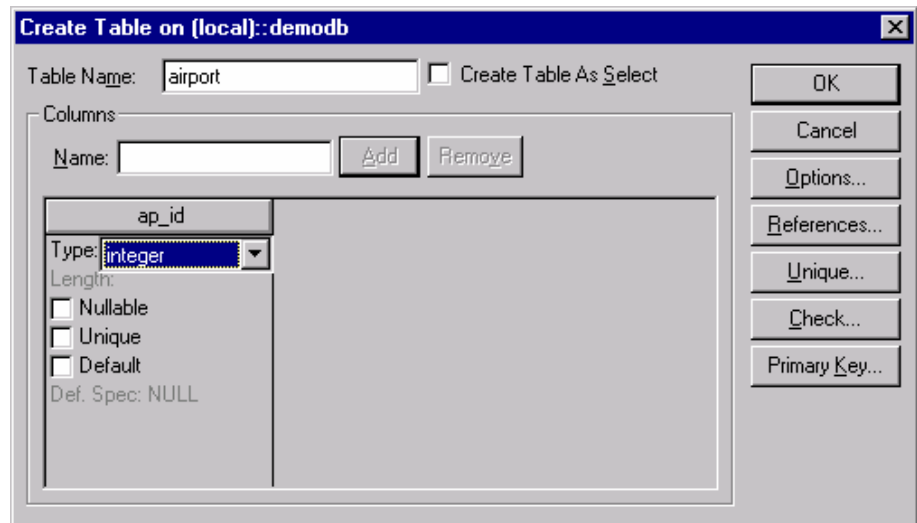 Create Table on (local)::demodb
Table Name: airport Create Table As Select
OK
Columns
Cancel
Name: Add Remove
Options...
ap_id
References...
Type: integer
Length:
Unique...
Nullable
Check...
Unique
Default
Primary Key...
Def. Spec: NULL